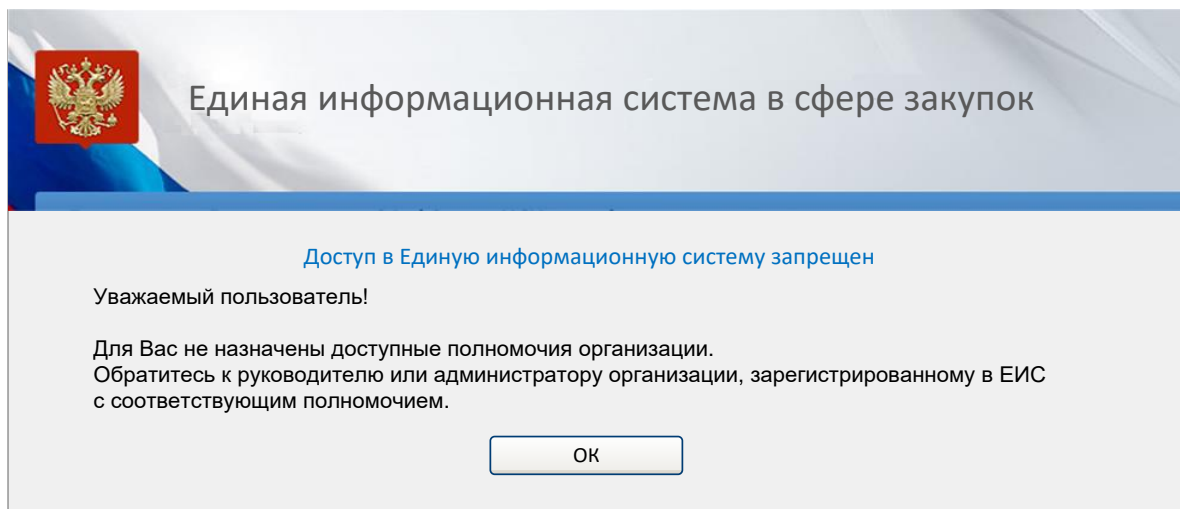 Единая информационная система в сфере закупок
Доступ в Единую информационную систему запрещен
Уважаемый пользователь!
Для Вас не назначены доступные полномочия организации.
Обратитесь к руководителю или администратору организации, зарегистрированному в ЕИС
с соответствующим полномочием.
ОК